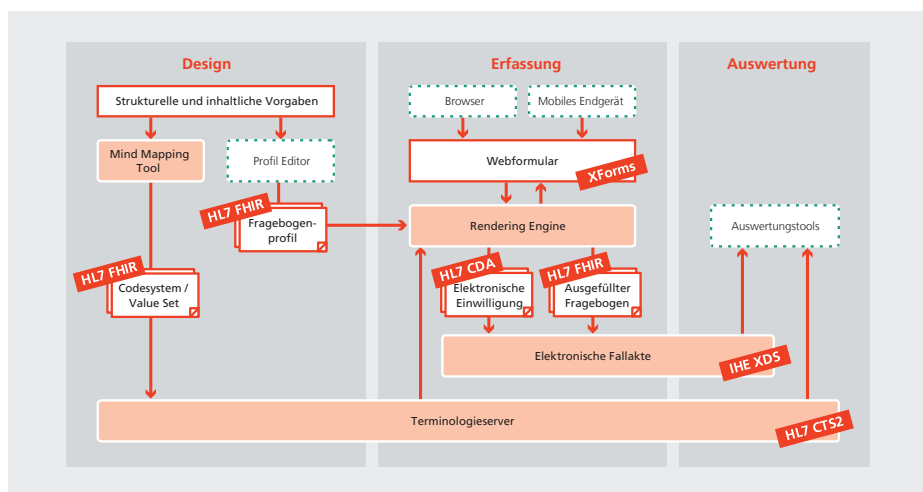 Design
Erfassung
Auswertung
Strukturelle und inhaltliche Vorgaben
Browser
Mobiles Endgerät
Mind Mapping
Tool
Profil Editor
Webformular
XForms
HL7 FHIR
Fragebogen-
profil
Rendering Engine
Auswertungstools
HL7 FHIR
Codesystem /
Value Set
HL7 CDA
Elektronische
Einwilligung
HL7 FHIR
Ausgefüllter
Fragebogen
Elektronische Fallakte
IHE XDS
Terminologieserver
HL7 CTS2